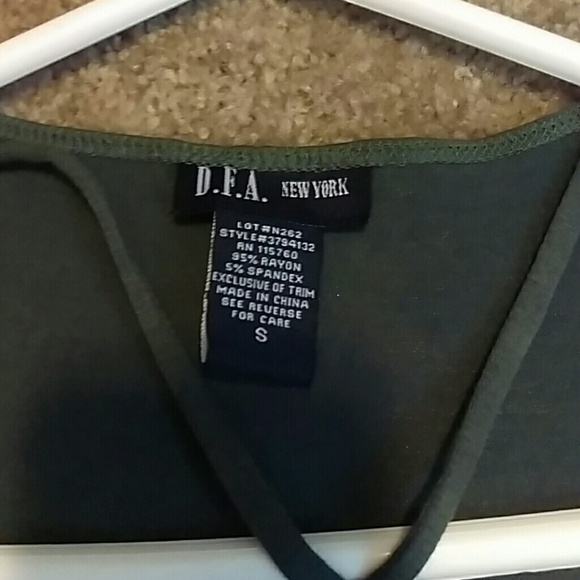 D.F.A. NEW YORK
LOT#N262
STYLE#3794132
RN 115760
95% RAYON
5% SPANDEX
EXCLUSIVE OF TRIM
MADE IN CHINA
SEE REVERSE
FOR CARE
S